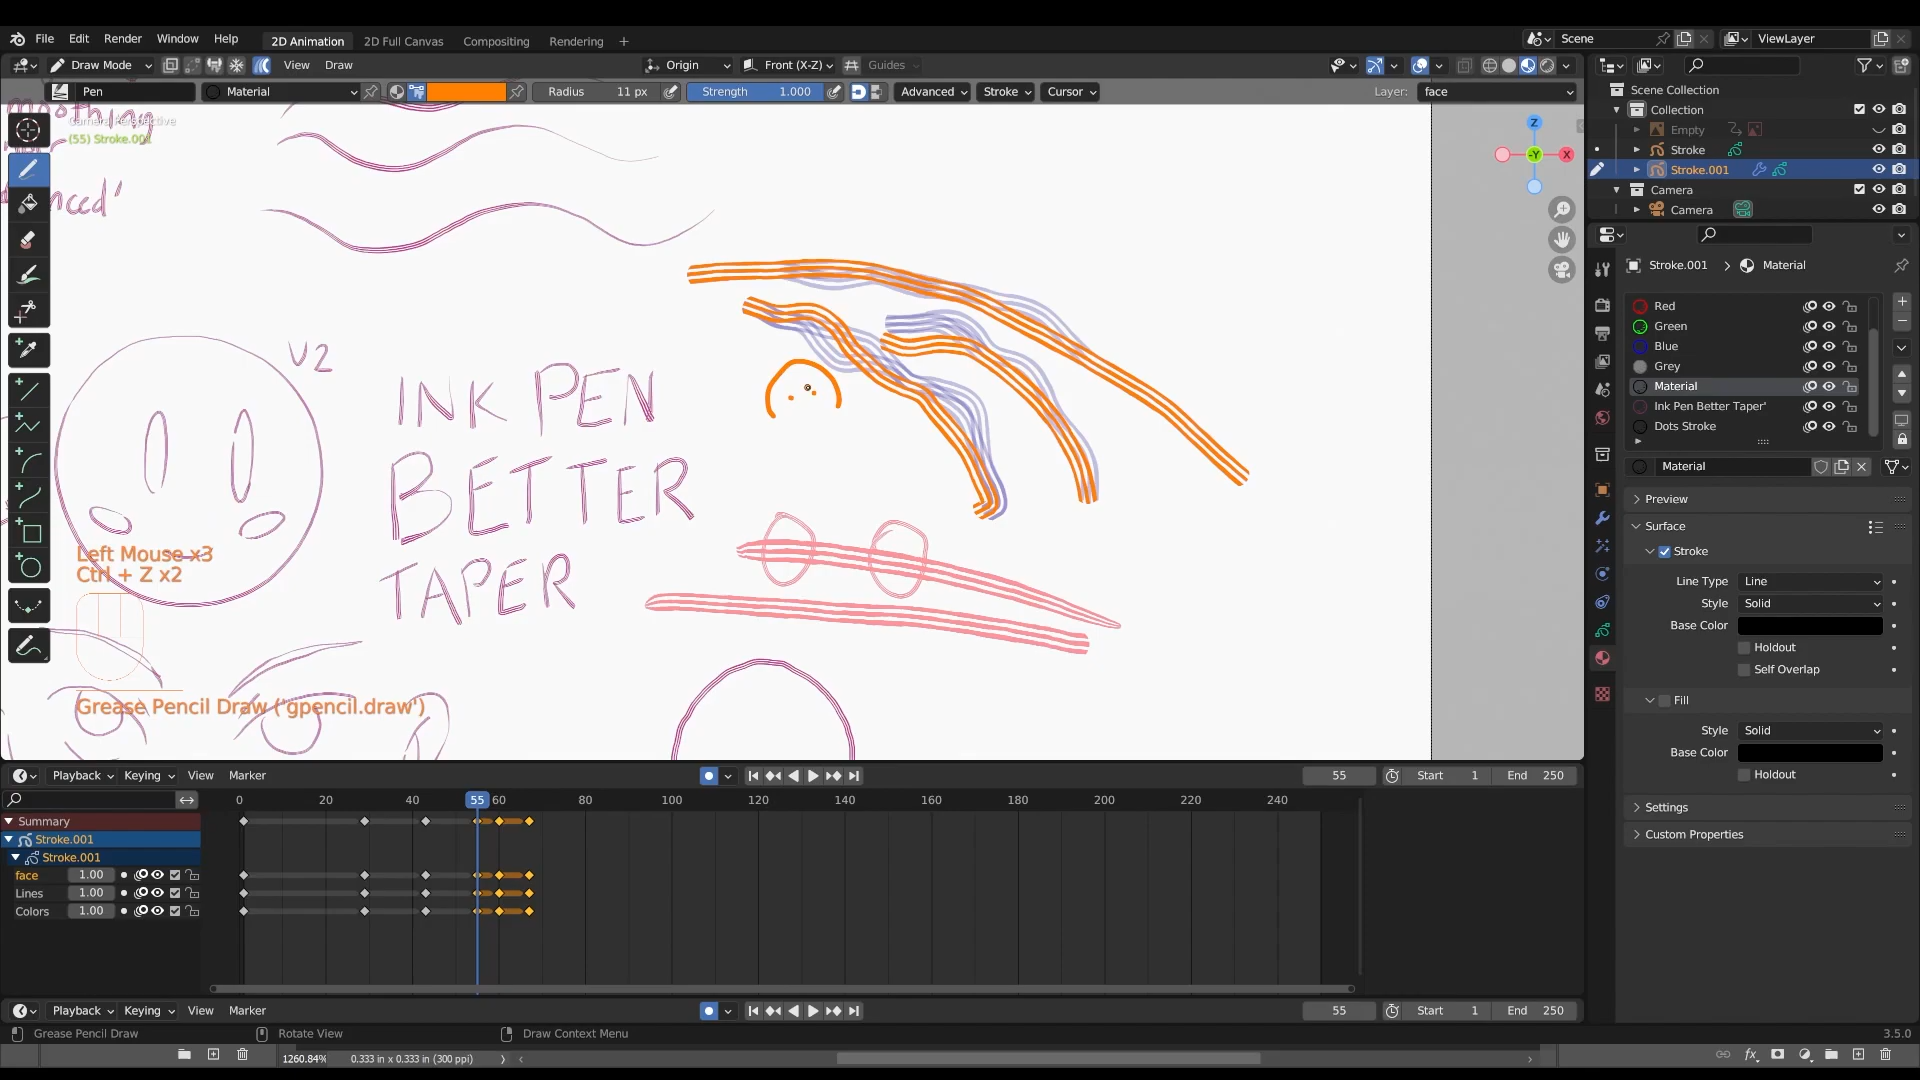 File Edit Render Window Help 2D Animation 2D Full Canvas Compositing Rendering + Scene ViewLayer
Draw Mode View Draw Origin Front (X-Z) Guides
Pen Material Radius 11 px Strength 1.000 Advanced Stroke Cursor Layer: face
Scene Collection
Collection
Empty
Stroke
Stroke.001
Camera
Camera
Camera Perspective
(55) Stroke.001
Z
-Y
X
V2
INK PEN
BETTER
TAPER
Left Mouse x3
Ctrl + Z x2
Grease Pencil Draw ('gpencil.draw')
Stroke.001 > Material
Red
Green
Blue
Grey
Material
Ink Pen Better Taper'
Dots Stroke
Material
Preview
Surface
Stroke
Line Type Line
Style Solid
Base Color
Holdout
Self Overlap
Fill
Style Solid
Base Color
Holdout
Settings
Custom Properties
Playback Keying View Marker 55 Start 1 End 250
0 20 40 55 60 80 100 120 140 160 180 200 220 240
Summary
Stroke.001
Stroke.001
face 1.00
Lines 1.00
Colors 1.00
Playback Keying View Marker 55 Start 1 End 250
Grease Pencil Draw Rotate View Draw Context Menu 3.5.0
1260.84% 0.333 in x 0.333 in (300 ppi)